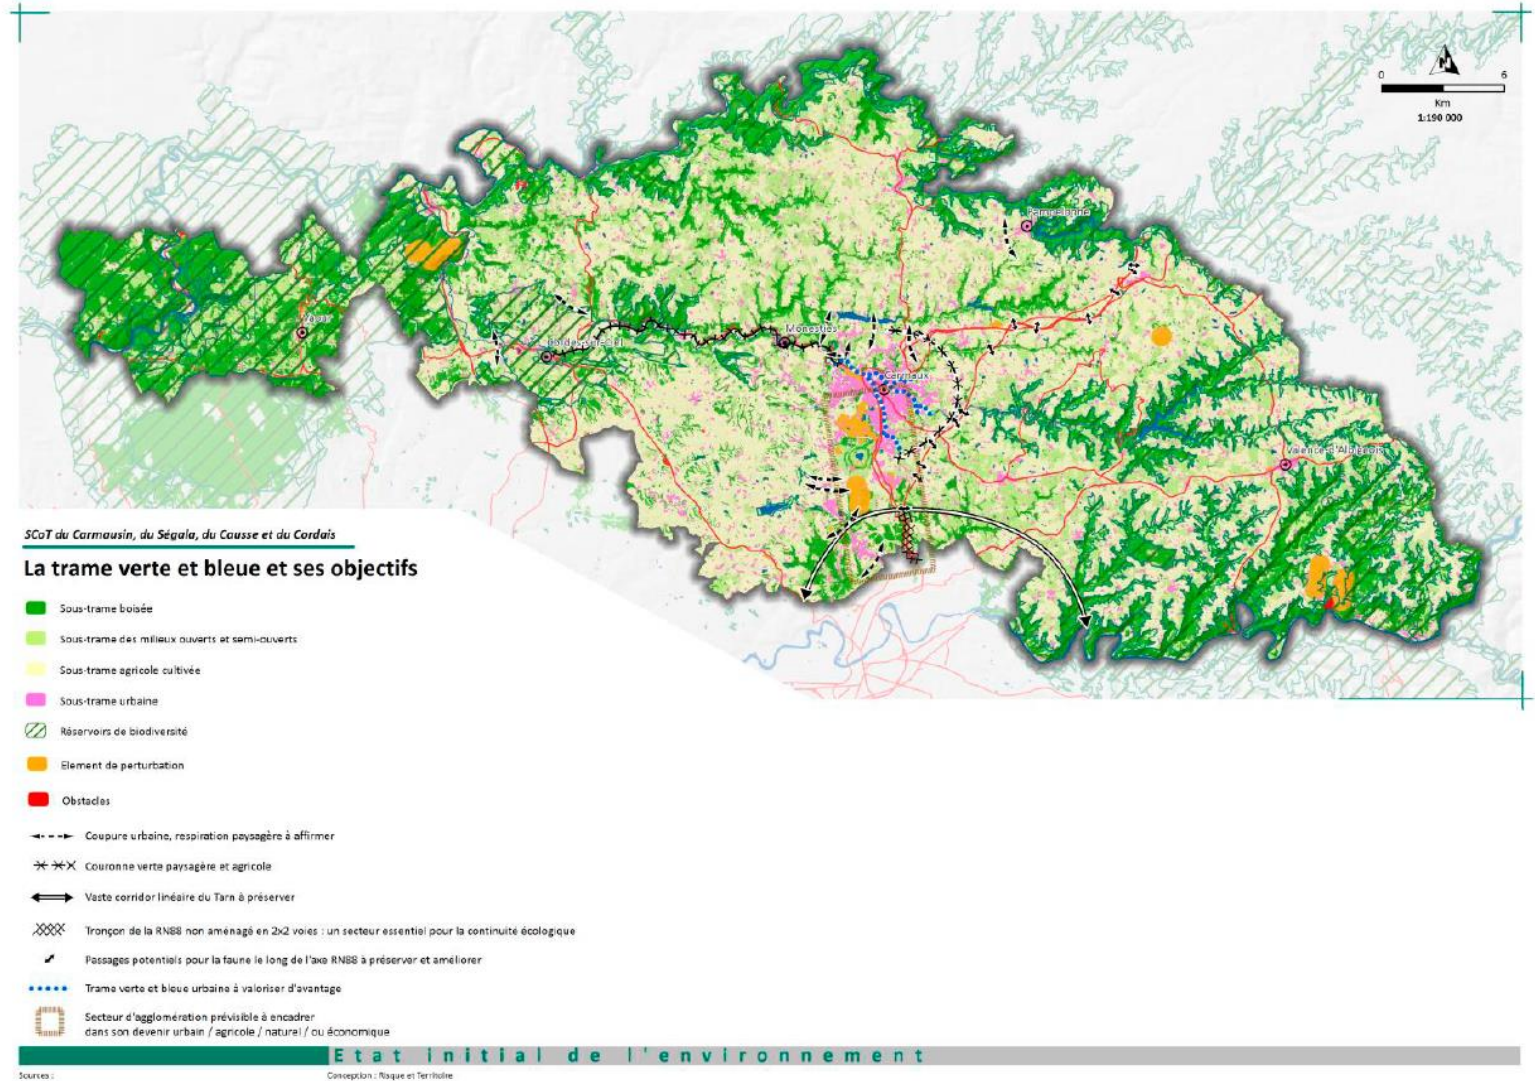 0 6
Km
1:190 000
N
Pampelonne
Vaour
Monestiés
Carmaux
Valence-d'Albigeois
SCoT du Carmausin, du Ségala, du Causse et du Cordais
La trame verte et bleue et ses objectifs
Sous-trame boisée
Sous-trame des milieux ouverts et semi-ouverts
Sous-trame agricole cultivée
Sous-trame urbaine
Réservoirs de biodiversité
Element de perturbation
Obstacles
Coupure urbaine, respiration paysagère à affirmer
Couronne verte paysagère et agricole
Vaste corridor linéaire du Tarn à préserver
Tronçon de la RN88 non aménagé en 2x2 voies : un secteur essentiel pour la continuité écologique
Passages potentiels pour la faune le long de l'axe RN88 à préserver et améliorer
Trame verte et bleue urbaine à valoriser d'avantage
Secteur d'agglomération prévisible à encadrer
dans son devenir urbain / agricole / naturel / ou économique
Etat initial de l'environnement
Sources :
Conception : Risque et Territoire